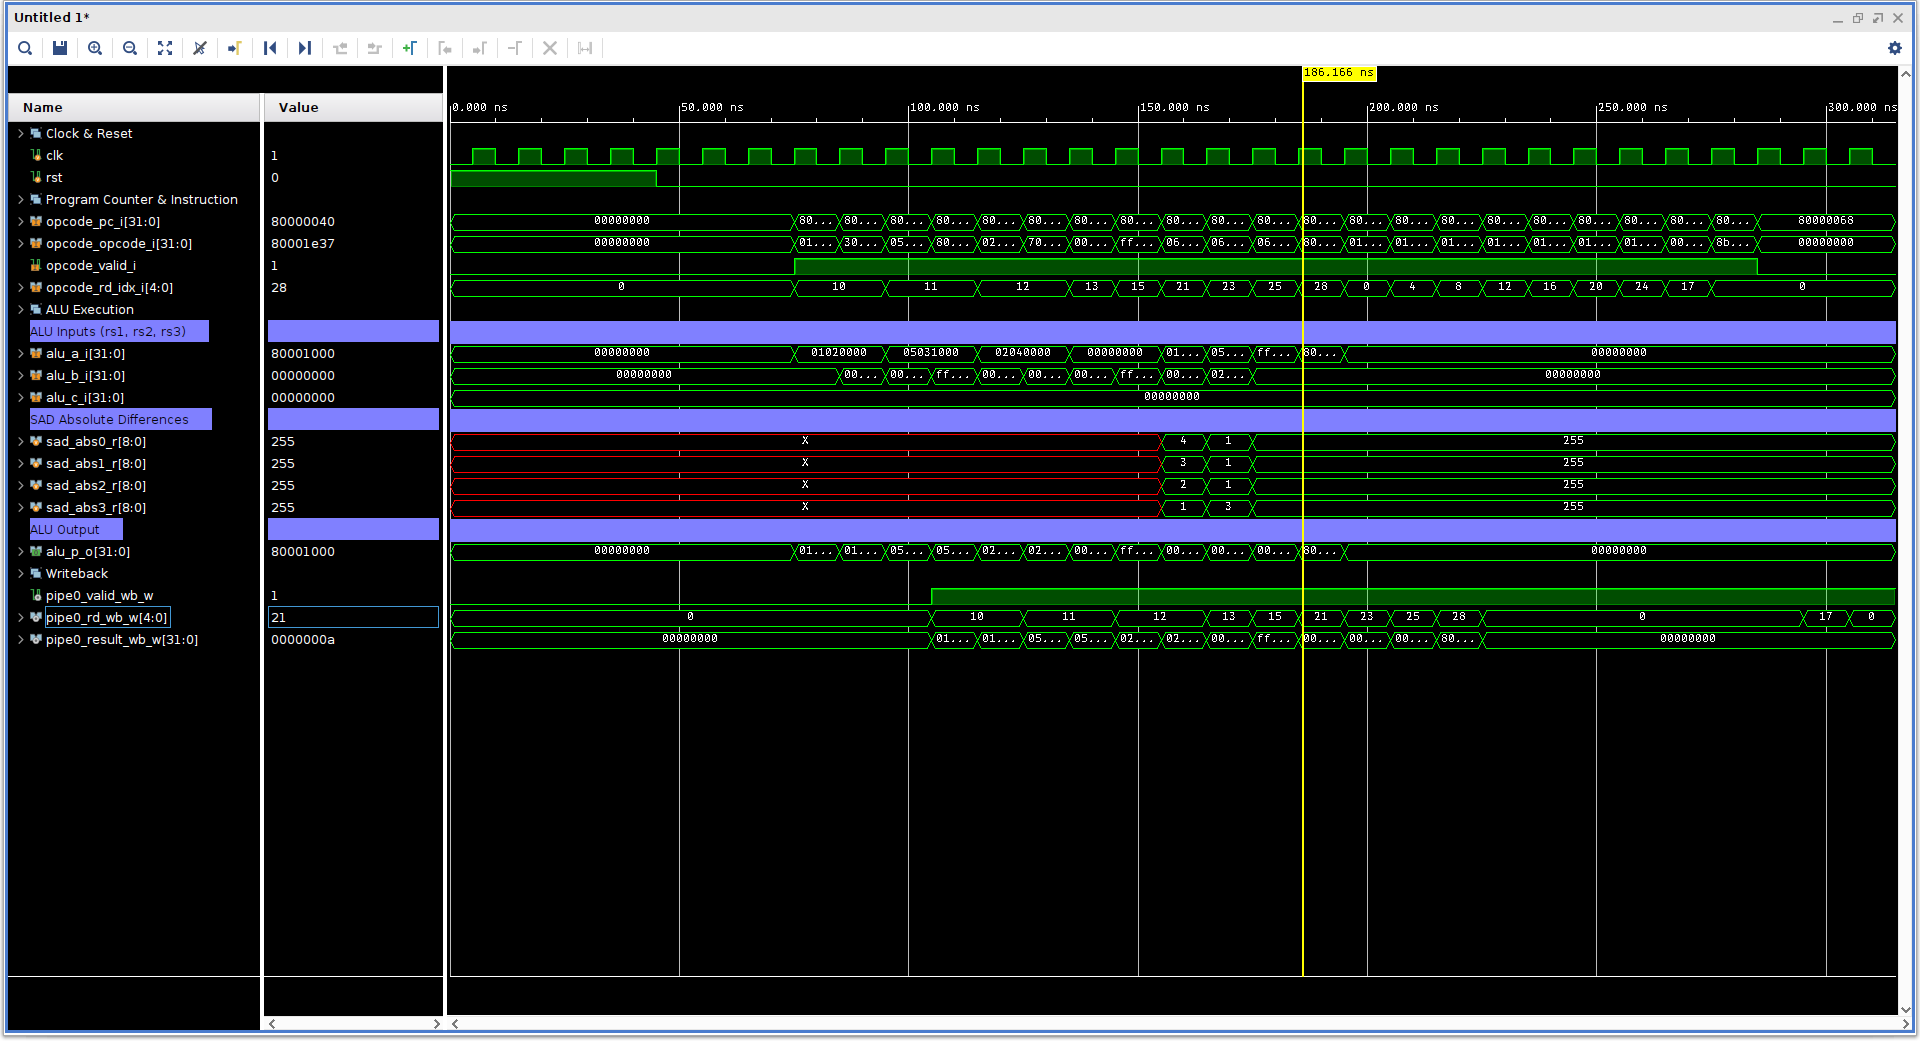 Untitled 1*
186.166 ns
Name Value 0.000 ns 50.000 ns 100.000 ns 150.000 ns 200.000 ns 250.000 ns 300.000 ns
Clock & Reset
clk 1
rst 0
Program Counter & Instruction
opcode_pc_i[31:0] 80000040 00000000 80... 80... 80... 80... 80... 80... 80... 80... 80... 80... 80... 80... 80... 80... 80... 80... 80... 80... 80... 80... 80... 80000068
opcode_opcode_i[31:0] 80001e37 00000000 01... 30... 05... 80... 02... 70... 00... ff... 06... 06... 06... 80... 01... 01... 01... 01... 01... 01... 01... 00... 8b... 00000000
opcode_valid_i 1
opcode_rd_idx_i[4:0] 28 0 10 11 12 13 15 21 23 25 28 0 4 8 12 16 20 24 17 0
ALU Execution
ALU Inputs (rs1, rs2, rs3)
alu_a_i[31:0] 80001000 00000000 01020000 05031000 02040000 00000000 01... 05... ff... 80... 00000000
alu_b_i[31:0] 00000000 00000000 00... 00... ff... 00... 00... 00... ff... 00... 02... 00000000
alu_c_i[31:0] 00000000 00000000
SAD Absolute Differences
sad_abs0_r[8:0] 255 X 4 1 255
sad_abs1_r[8:0] 255 X 3 1 255
sad_abs2_r[8:0] 255 X 2 1 255
sad_abs3_r[8:0] 255 X 1 3 255
ALU Output
alu_p_o[31:0] 80001000 00000000 01... 01... 05... 05... 02... 02... 00... ff... 00... 00... 00... 80... 00000000
Writeback
pipe0_valid_wb_w 1
pipe0_rd_wb_w[4:0] 21 0 10 11 12 13 15 21 23 25 28 0 17 0
pipe0_result_wb_w[31:0] 0000000a 00000000 01... 01... 05... 05... 02... 02... 00... ff... 00... 00... 00... 80... 00000000